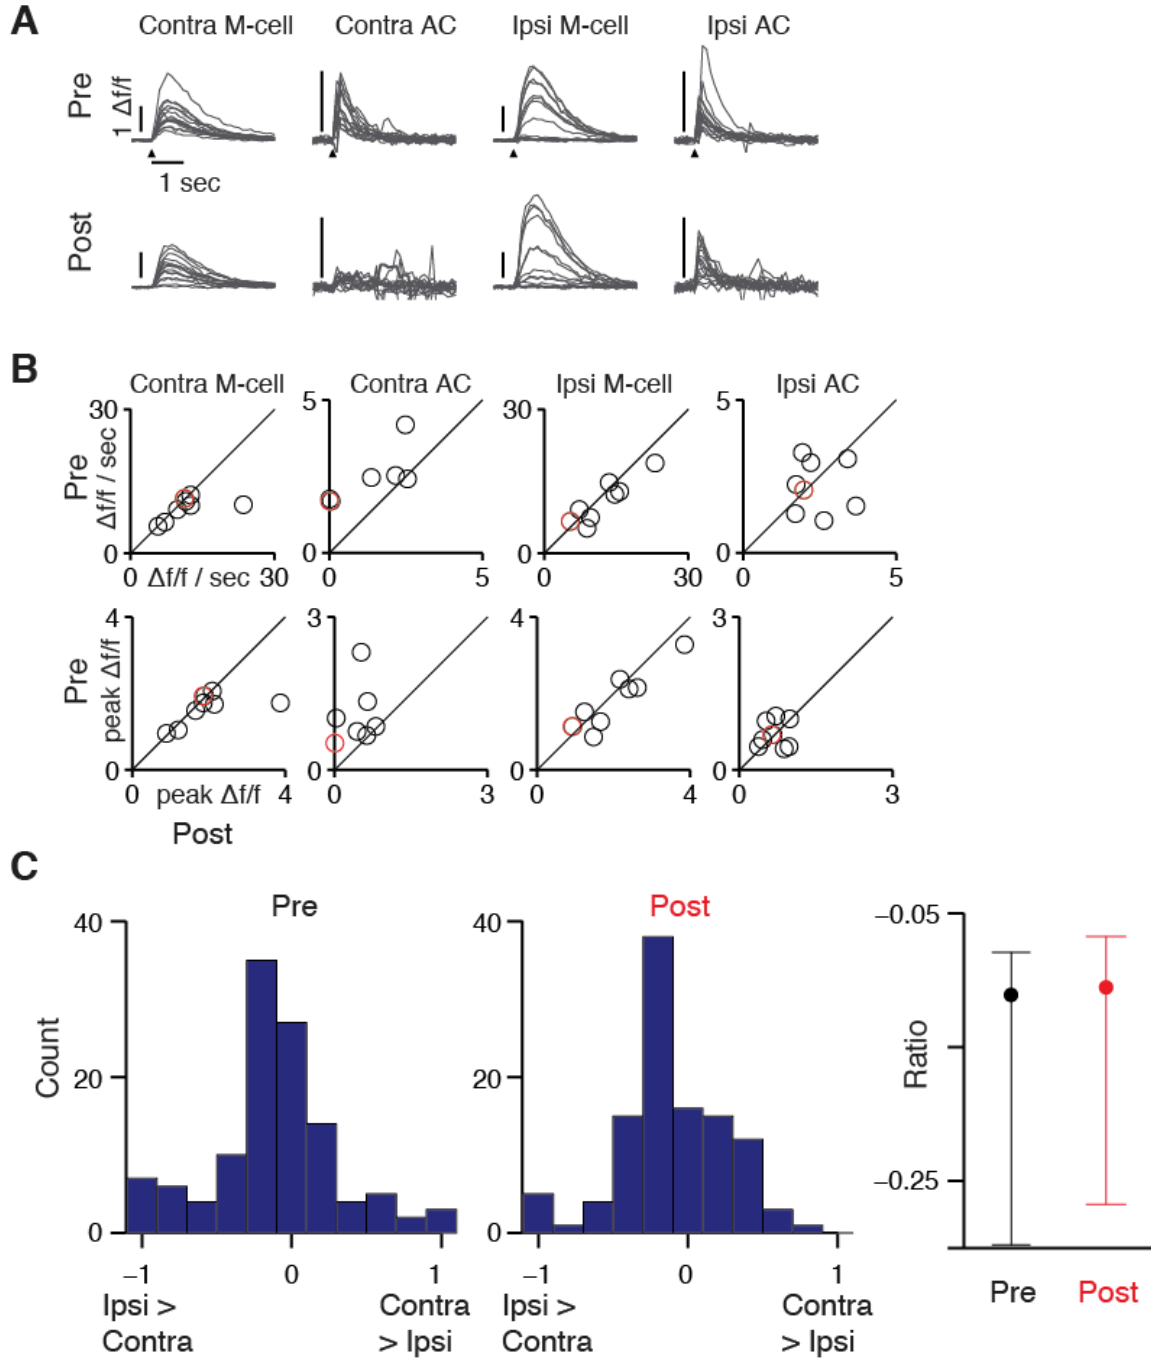 A
Contra M-cell Contra AC Ipsi M-cell Ipsi AC
Pre
1 Δf/f
1 sec
Post
B
Contra M-cell Contra AC Ipsi M-cell Ipsi AC
Pre
Δf/f / sec
30 5 30 5
0 0 0 0
0 Δf/f / sec 30 0 5 0 30 0 5
Pre
peak Δf/f
4 3 4 3
0 0 0 0
0 peak Δf/f 4 0 3 0 4 0 3
Post
C
Pre Post
Count
40 40 −0.05
20 20
Ratio
−0.25
0 0
−1 0 1 −1 0 1
Pre Post
Ipsi > Contra Ipsi > Contra
Contra > Ipsi Contra > Ipsi